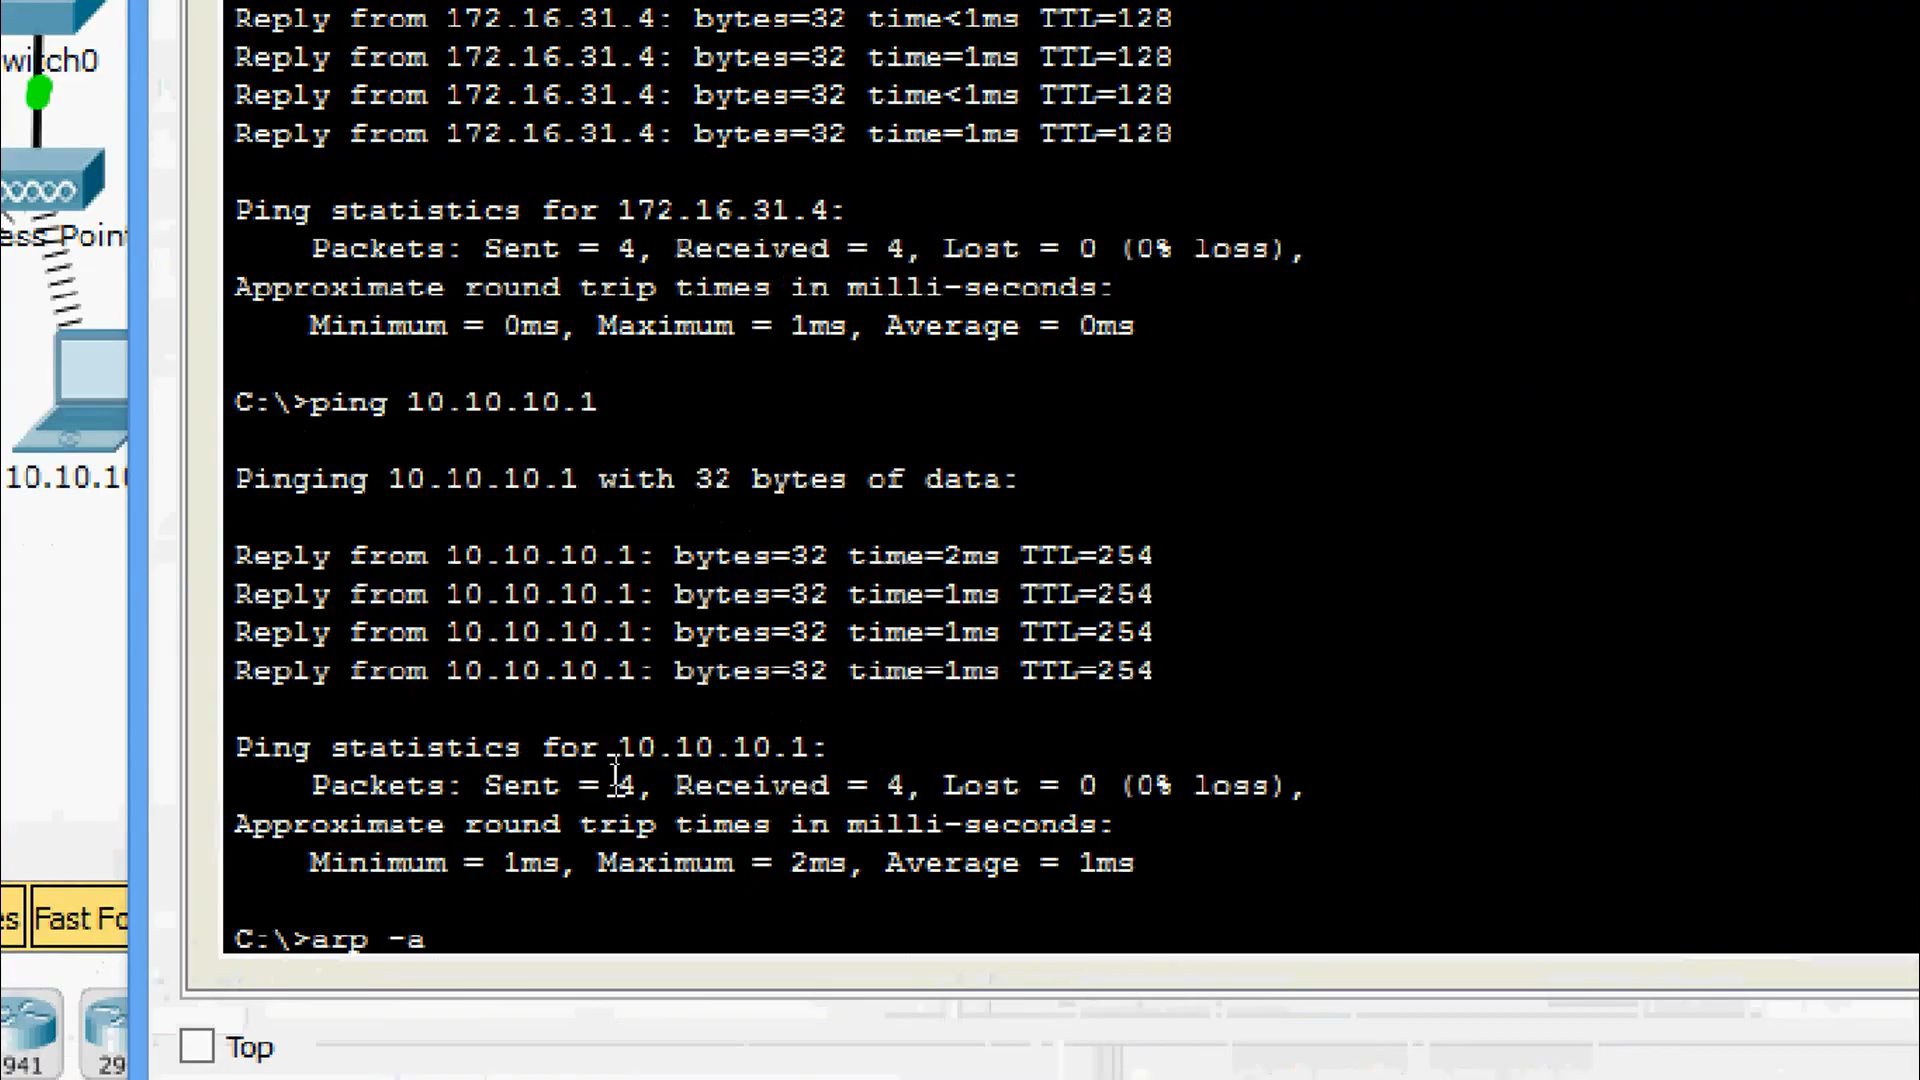 Reply from 172.16.31.4: bytes=32 time<1ms TTL=128
Reply from 172.16.31.4: bytes=32 time=1ms TTL=128
Reply from 172.16.31.4: bytes=32 time<1ms TTL=128
Reply from 172.16.31.4: bytes=32 time=1ms TTL=128
Ping statistics for 172.16.31.4:
Packets: Sent = 4, Received = 4, Lost = 0 (0% loss),
Approximate round trip times in milli-seconds:
Minimum = 0ms, Maximum = 1ms, Average = 0ms
C:\>ping 10.10.10.1
Pinging 10.10.10.1 with 32 bytes of data:
Reply from 10.10.10.1: bytes=32 time=2ms TTL=254
Reply from 10.10.10.1: bytes=32 time=1ms TTL=254
Reply from 10.10.10.1: bytes=32 time=1ms TTL=254
Reply from 10.10.10.1: bytes=32 time=1ms TTL=254
Ping statistics for 10.10.10.1:
Packets: Sent = 4, Received = 4, Lost = 0 (0% loss),
Approximate round trip times in milli-seconds:
Minimum = 1ms, Maximum = 2ms, Average = 1ms
C:\>arp -a
witch0
ess Point
10.10.10
es
Fast Fo
941
29
Top